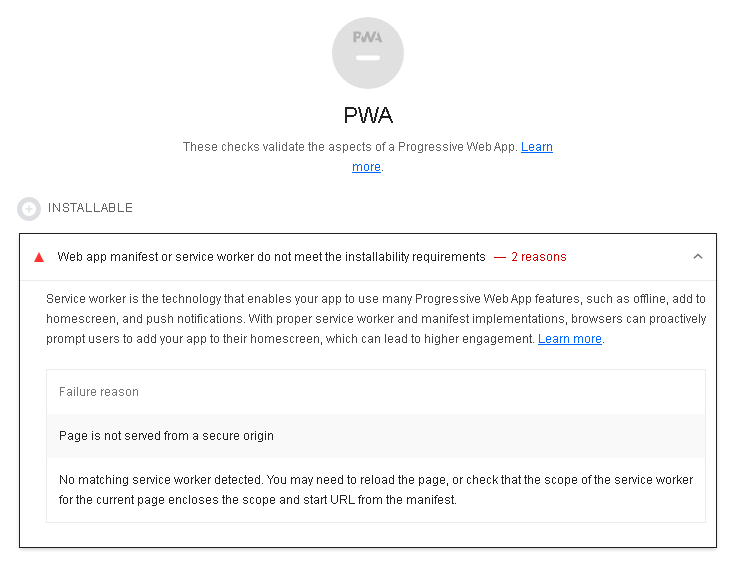 PWA
PWA
These checks validate the aspects of a Progressive Web App. Learn
more.
INSTALLABLE
Web app manifest or service worker do not meet the installability requirements — 2 reasons
Service worker is the technology that enables your app to use many Progressive Web App features, such as offline, add to
homescreen, and push notifications. With proper service worker and manifest implementations, browsers can proactively
prompt users to add your app to their homescreen, which can lead to higher engagement. Learn more.
Failure reason
Page is not served from a secure origin
No matching service worker detected. You may need to reload the page, or check that the scope of the service worker
for the current page encloses the scope and start URL from the manifest.